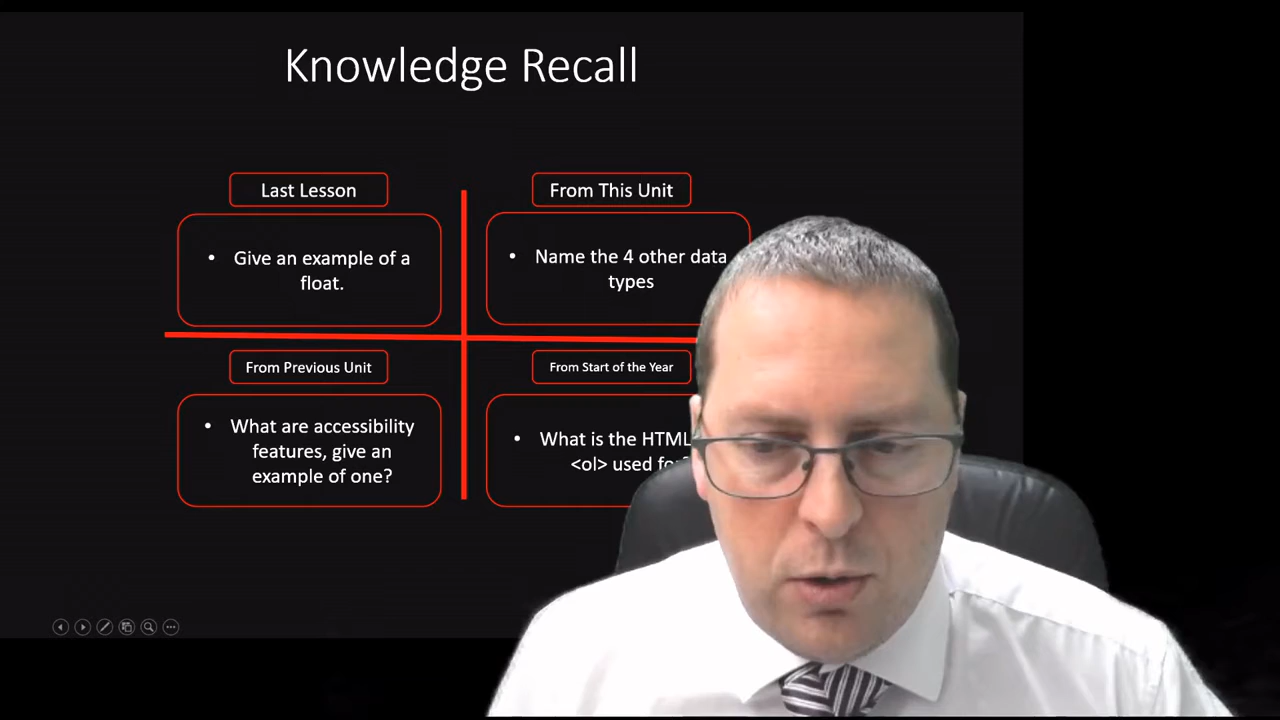 Knowledge Recall
Last Lesson
• Give an example of a
float.
From This Unit
• Name the 4 other data
types
From Previous Unit
• What are accessibility
features, give an
example of one?
From Start of the Year
• What is the HTML
<ol> used for